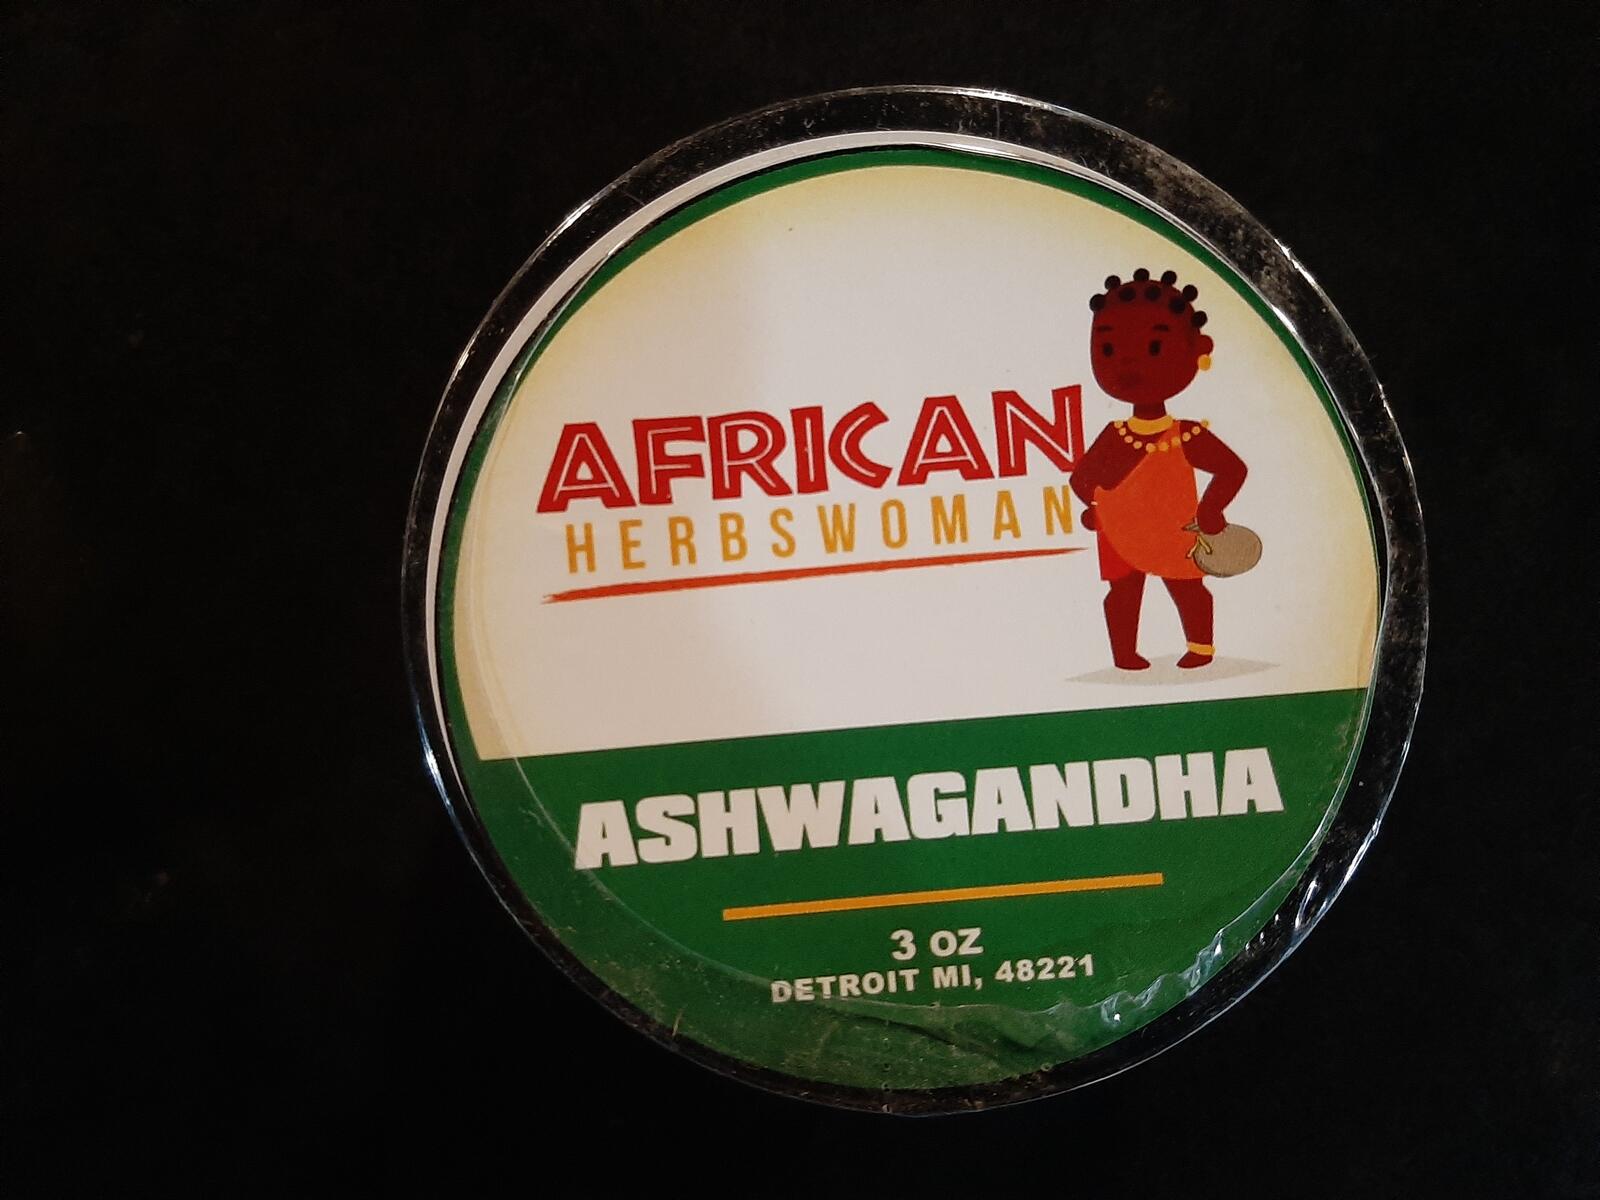 AFRICAN
HERBSWOMAN
ASHWAGANDHA
3 OZ
DETROIT MI, 48221